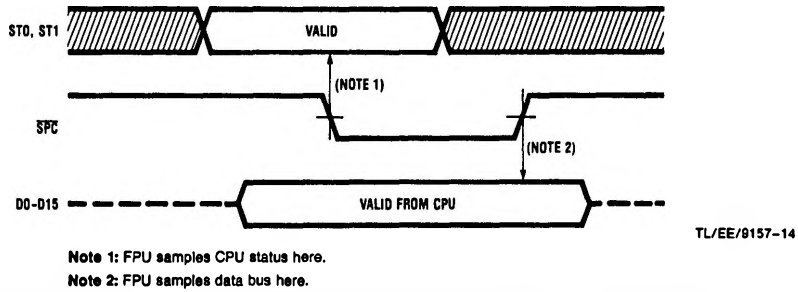 ST0, ST1
VALID
(NOTE 1)
SPC
(NOTE 2)
D0-D15
VALID FROM CPU
TL/EE/9157-14
Note 1: FPU samples CPU status here.
Note 2: FPU samples data bus here.